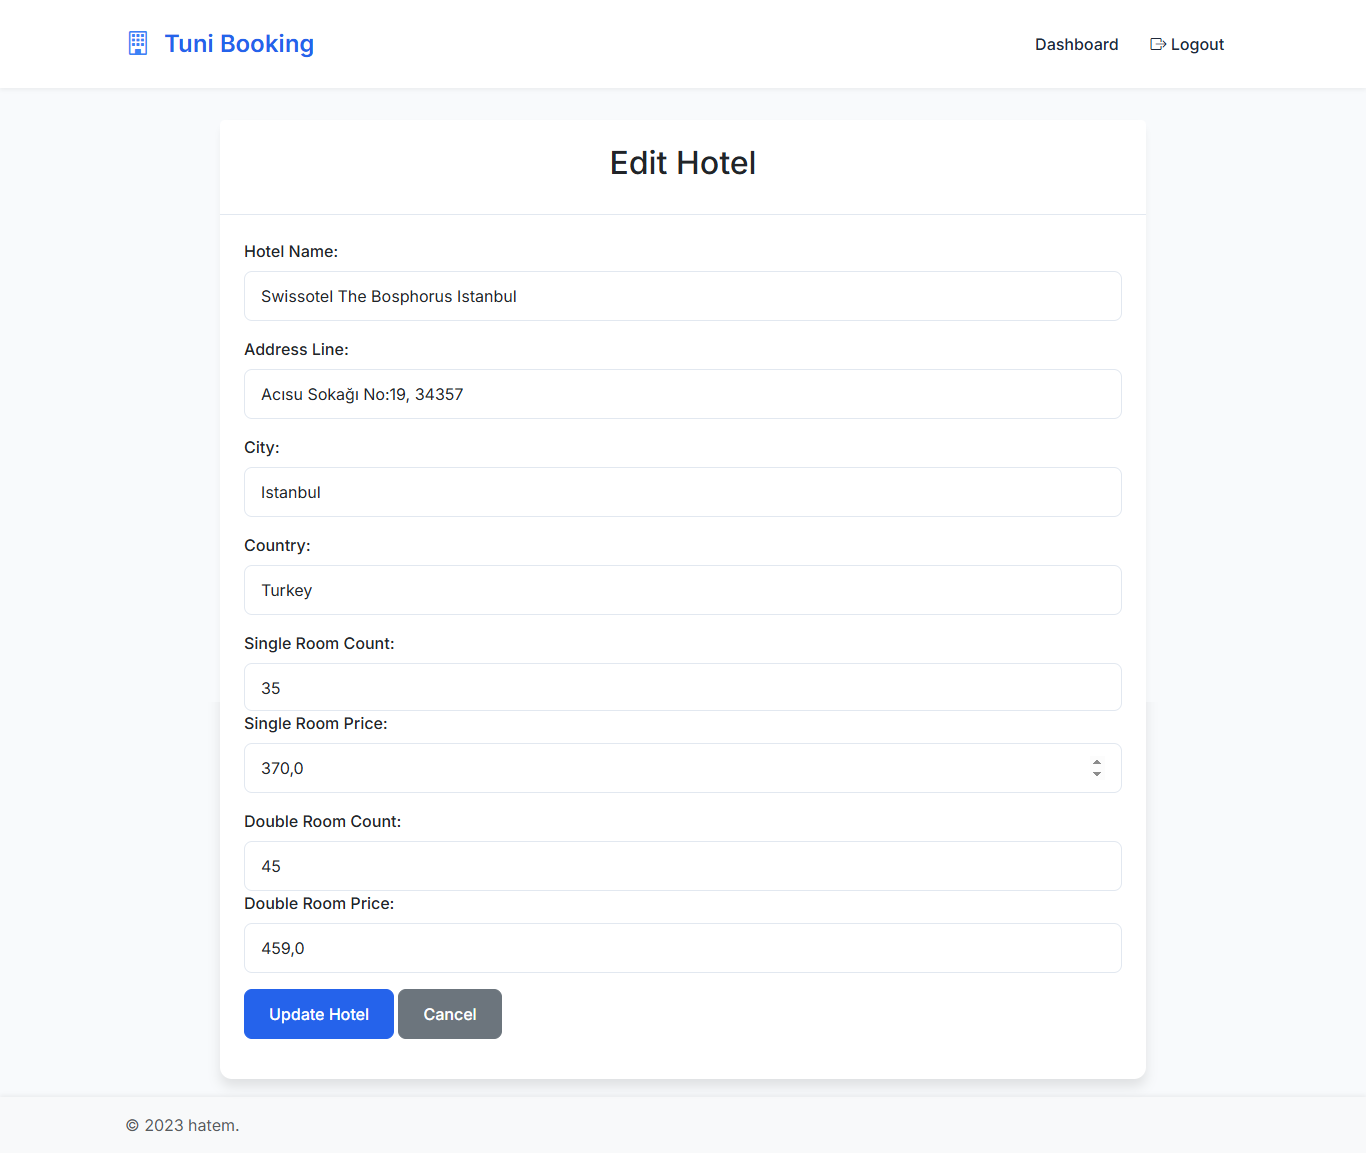 Tuni Booking
Dashboard
Logout
Edit Hotel
Hotel Name:
Swissotel The Bosphorus Istanbul
Address Line:
Acısu Sokağı No:19, 34357
City:
Istanbul
Country:
Turkey
Single Room Count:
35
Single Room Price:
370,0
Double Room Count:
45
Double Room Price:
459,0
Update Hotel
Cancel
© 2023 hatem.